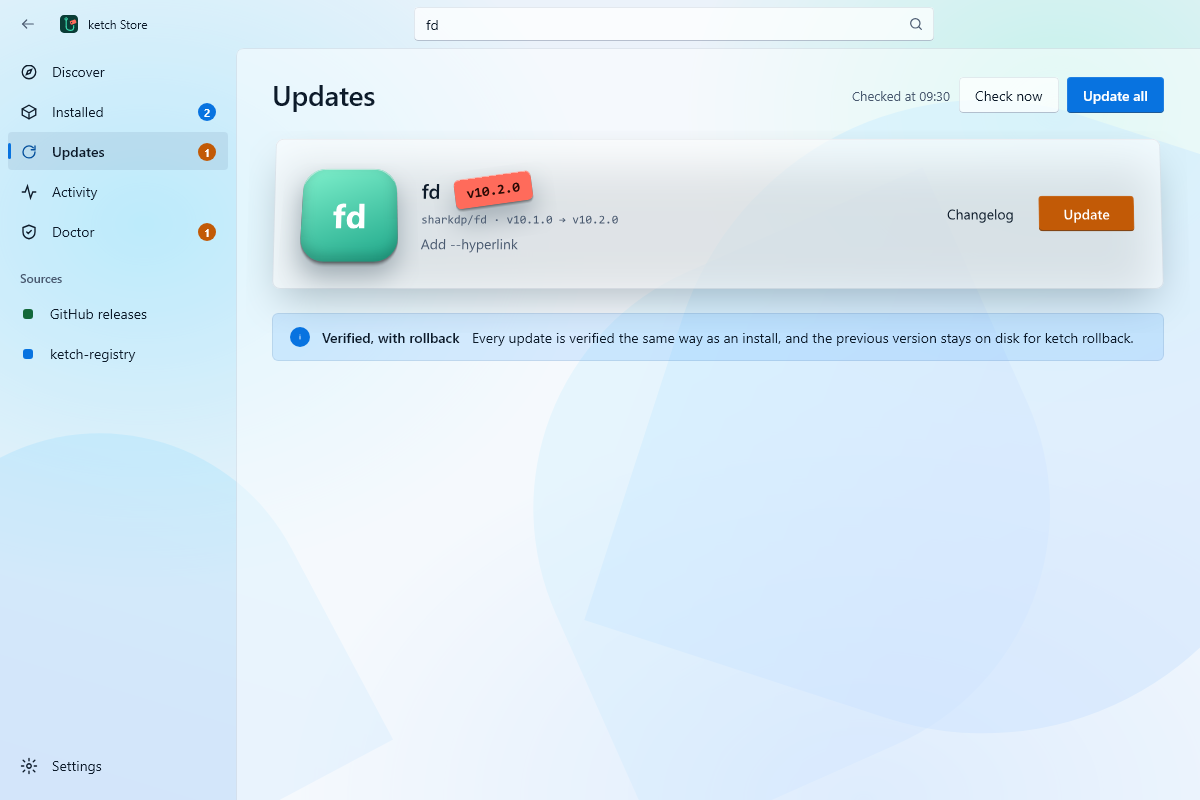 ketch Store
fd
Discover
Installed 2
Updates 1
Activity
Doctor 1
Sources
GitHub releases
ketch-registry
Settings
Updates
Checked at 09:30 Check now Update all
fd
fd v10.2.0
sharkdp/fd · v10.1.0 → v10.2.0
Add --hyperlink
Changelog Update
Verified, with rollback Every update is verified the same way as an install, and the previous version stays on disk for ketch rollback.